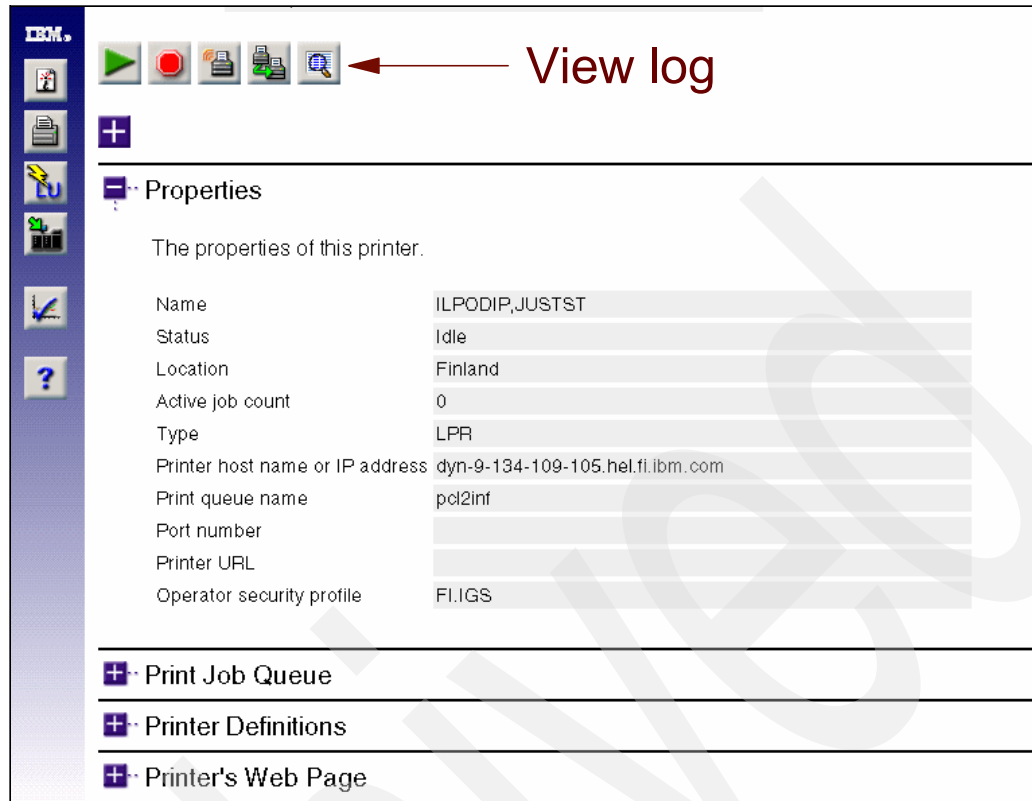 IBM®
View log
LU
Properties
The properties of this printer.
Name ILPODIP,JUSTST
Status Idle
Location Finland
Active job count 0
Type LPR
Printer host name or IP address dyn-9-134-109-105.hel.fi.ibm.com
Print queue name pcl2inf
Port number
Printer URL
Operator security profile FI.IGS
Print Job Queue
Printer Definitions
Printer's Web Page